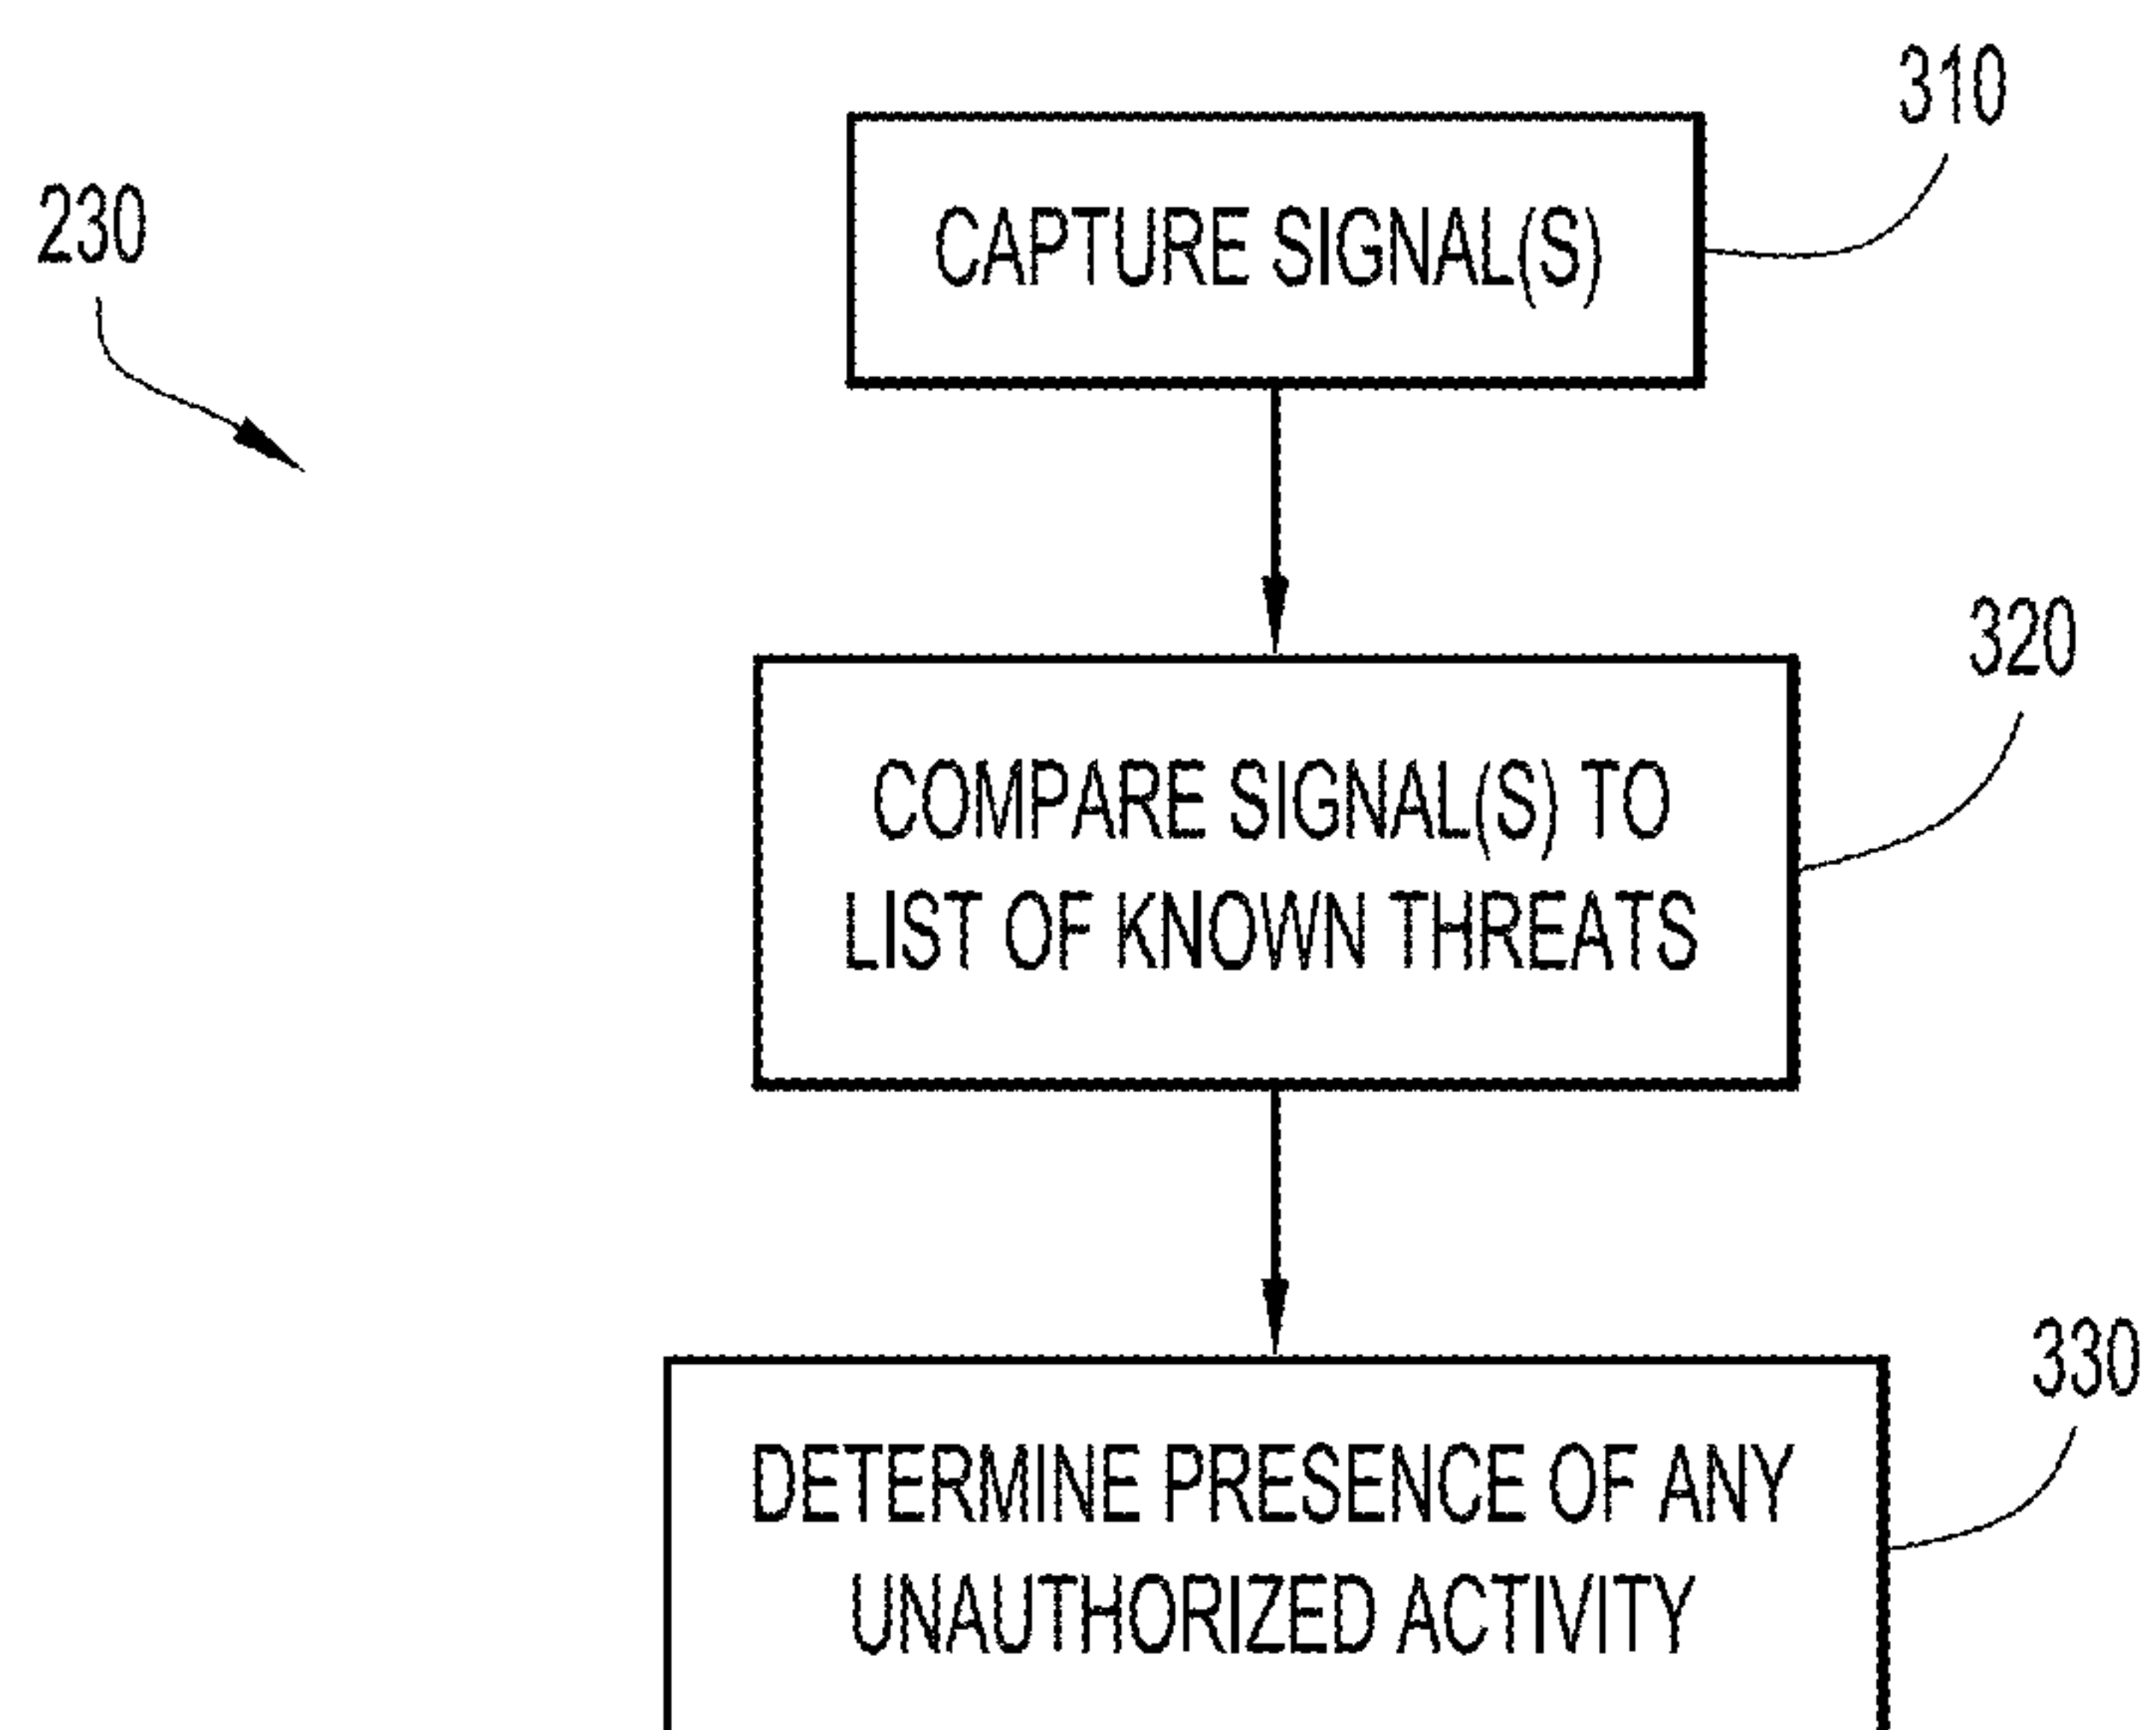 310
230
CAPTURE SIGNAL(S)
320
COMPARE SIGNAL(S) TO
LIST OF KNOWN THREATS
330
DETERMINE PRESENCE OF ANY
UNAUTHORIZED ACTIVITY